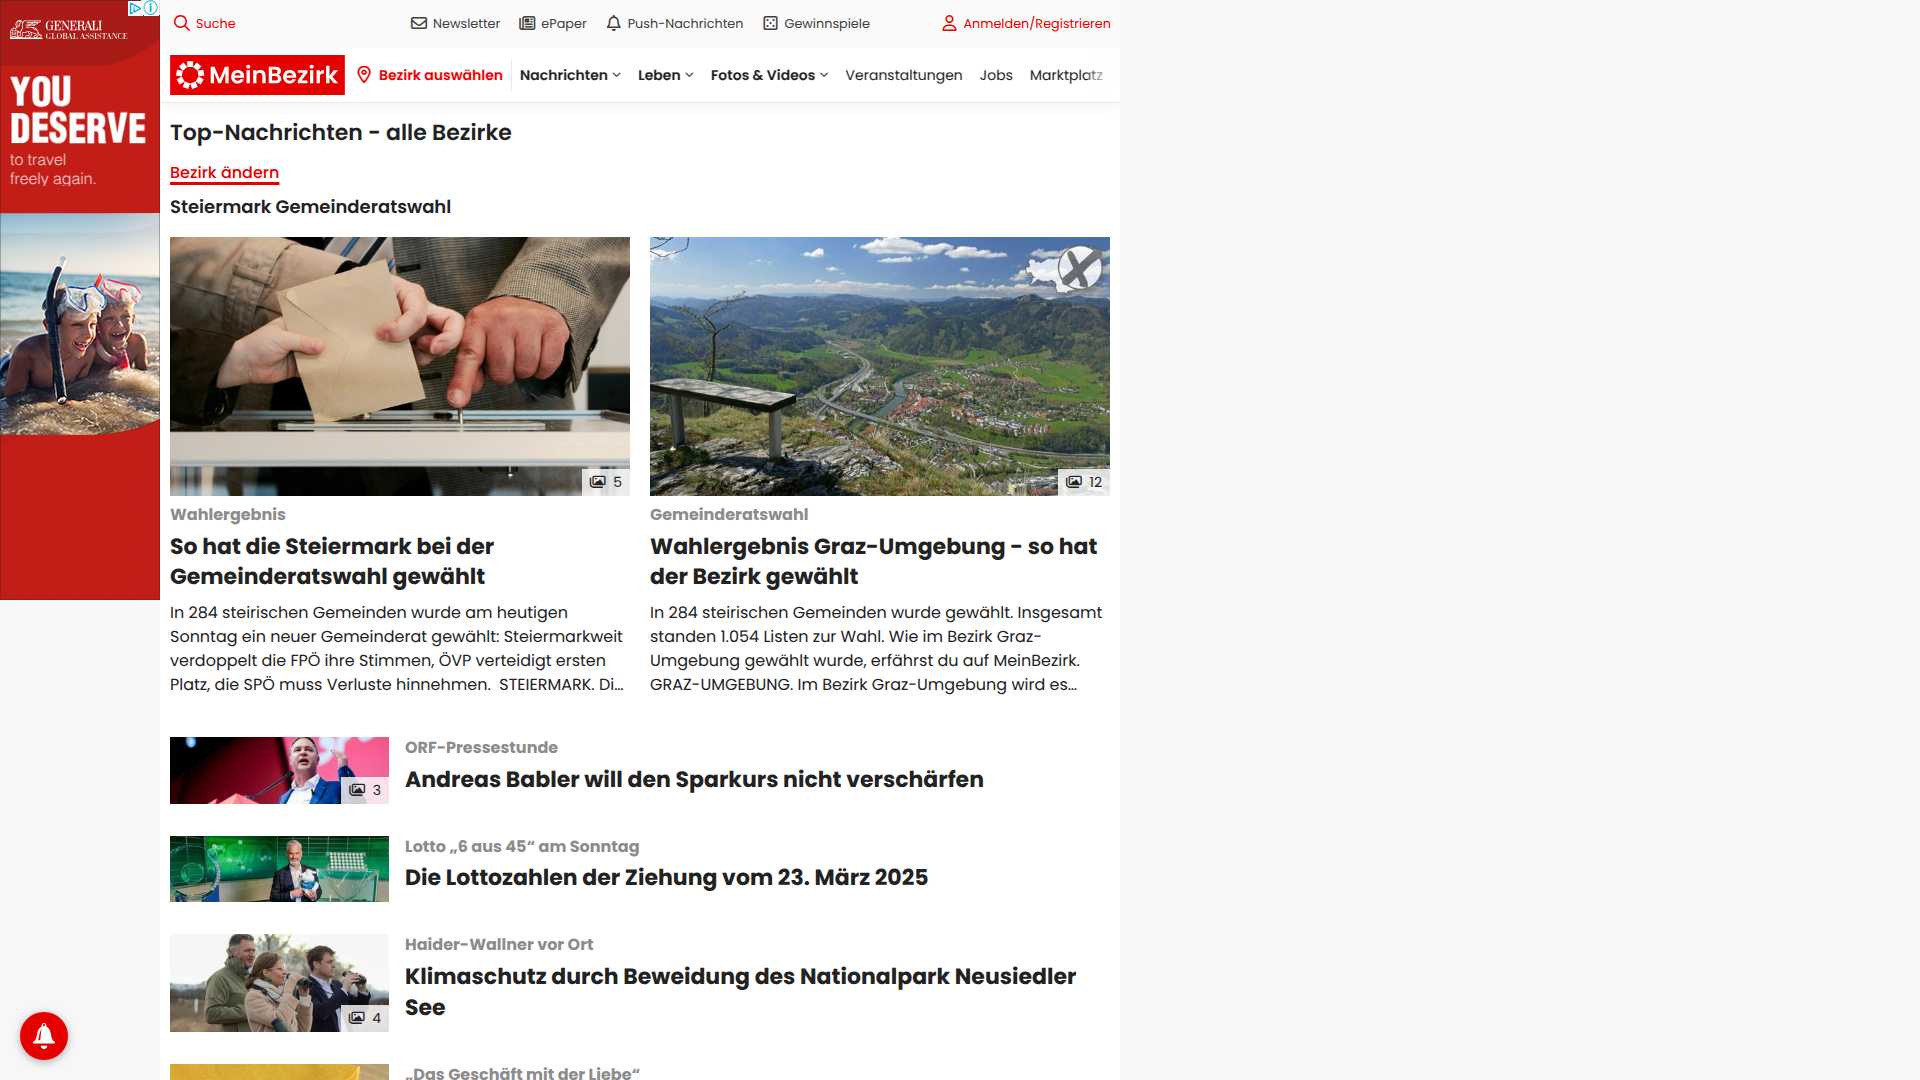 GENERALI
GLOBAL ASSISTANCE
YOU
DESERVE
to travel
freely again.
Suche
Newsletter
ePaper
Push-Nachrichten
Gewinnspiele
Anmelden/Registrieren
MeinBezirk
Bezirk auswählen
Nachrichten
Leben
Fotos & Videos
Veranstaltungen
Jobs
Marktplatz
Top-Nachrichten - alle Bezirke
Bezirk ändern
Steiermark Gemeinderatswahl
5
Wahlergebnis
So hat die Steiermark bei der
Gemeinderatswahl gewählt
In 284 steirischen Gemeinden wurde am heutigen
Sonntag ein neuer Gemeinderat gewählt: Steiermarkweit
verdoppelt die FPÖ ihre Stimmen, ÖVP verteidigt ersten
Platz, die SPÖ muss Verluste hinnehmen. STEIERMARK. Di...
12
Gemeinderatswahl
Wahlergebnis Graz-Umgebung - so hat
der Bezirk gewählt
In 284 steirischen Gemeinden wurde gewählt. Insgesamt
standen 1.054 Listen zur Wahl. Wie im Bezirk Graz-
Umgebung gewählt wurde, erfährst du auf MeinBezirk.
GRAZ-UMGEBUNG. Im Bezirk Graz-Umgebung wird es...
3
ORF-Pressestunde
Andreas Babler will den Sparkurs nicht verschärfen
Lotto „6 aus 45“ am Sonntag
Die Lottozahlen der Ziehung vom 23. März 2025
4
Haider-Wallner vor Ort
Klimaschutz durch Beweidung des Nationalpark Neusiedler
See
„Das Geschäft mit der Liebe“